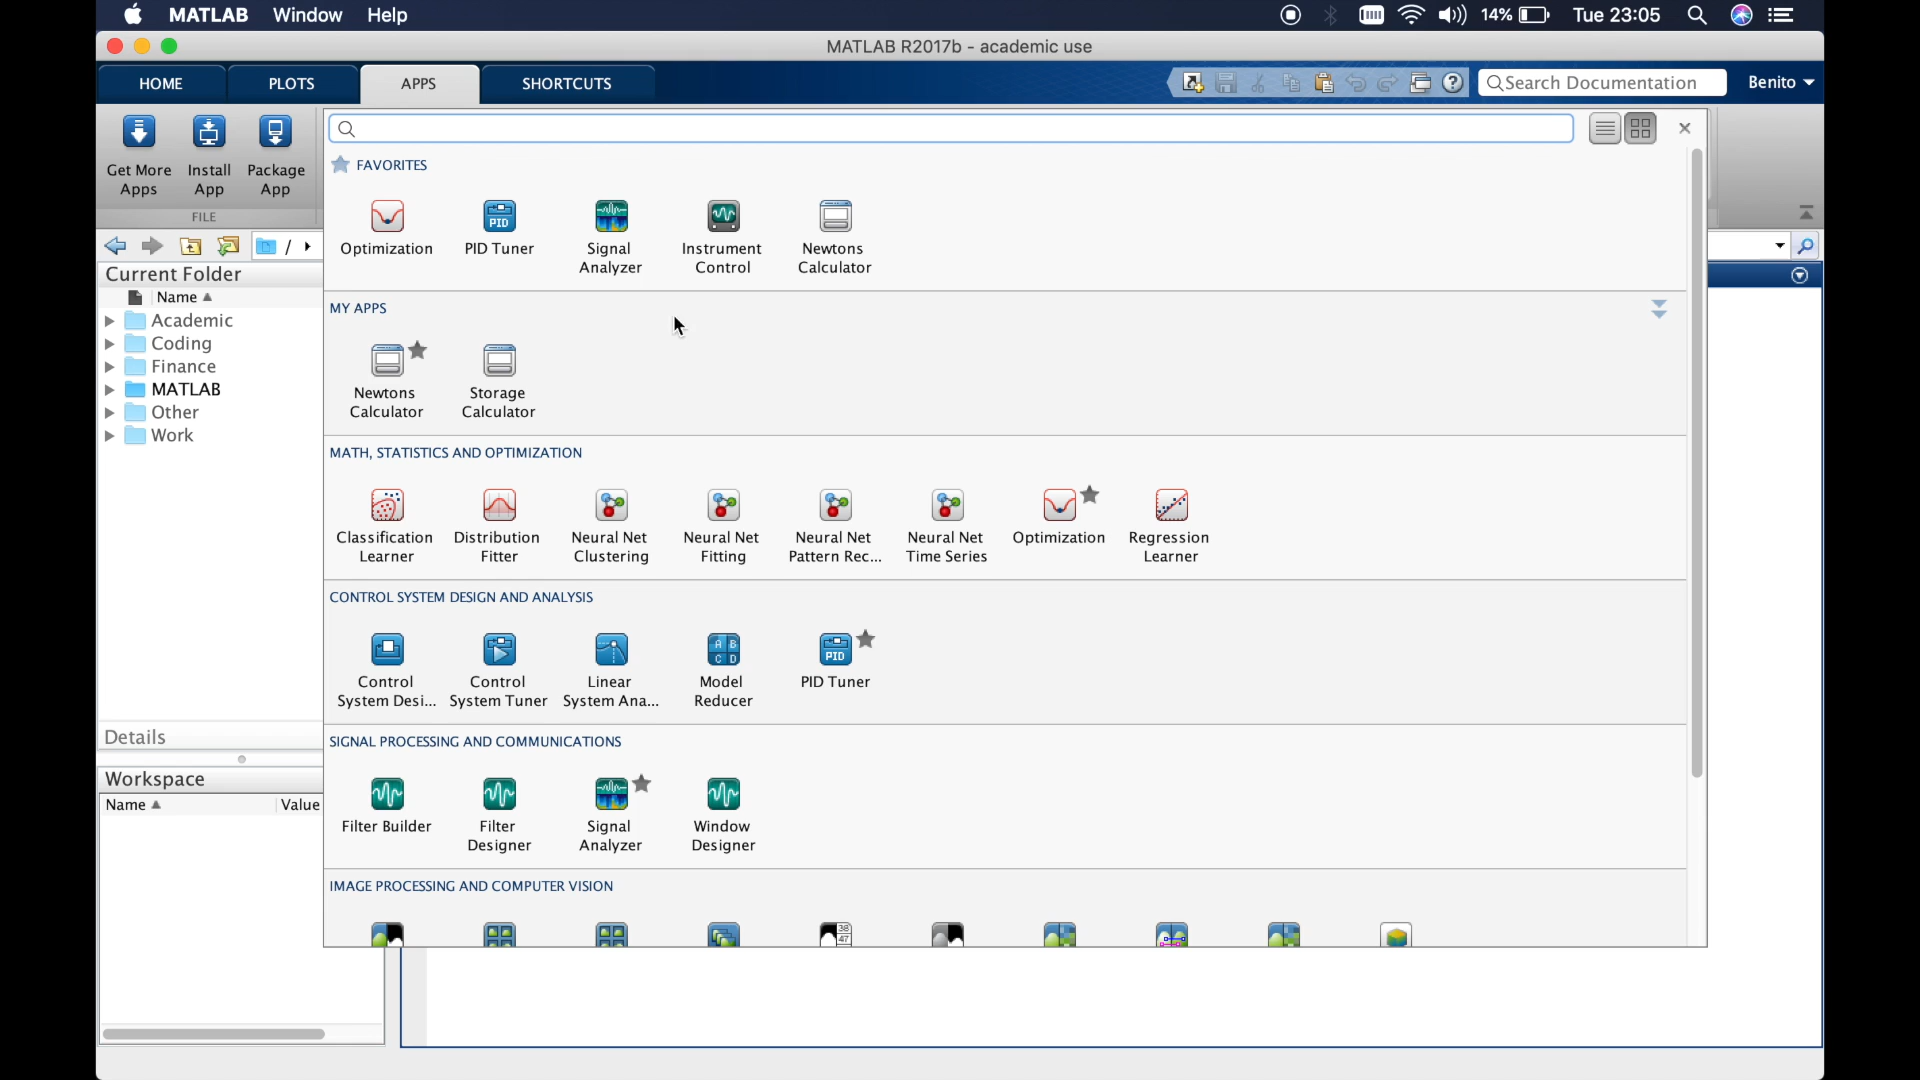 MATLAB Window Help 14% Tue 23:05
MATLAB R2017b - academic use
HOME PLOTS APPS SHORTCUTS Search Documentation Benito
Get More Apps
Install App
Package App
FILE
/
Current Folder
Name
Academic
Coding
Finance
MATLAB
Other
Work
Details
Workspace
Name Value
FAVORITES
Optimization
PID Tuner
Signal Analyzer
Instrument Control
Newtons Calculator
MY APPS
Newtons Calculator
Storage Calculator
MATH, STATISTICS AND OPTIMIZATION
Classification Learner
Distribution Fitter
Neural Net Clustering
Neural Net Fitting
Neural Net Pattern Rec...
Neural Net Time Series
Optimization
Regression Learner
CONTROL SYSTEM DESIGN AND ANALYSIS
Control System Desi...
Control System Tuner
Linear System Ana...
Model Reducer
PID Tuner
SIGNAL PROCESSING AND COMMUNICATIONS
Filter Builder
Filter Designer
Signal Analyzer
Window Designer
IMAGE PROCESSING AND COMPUTER VISION